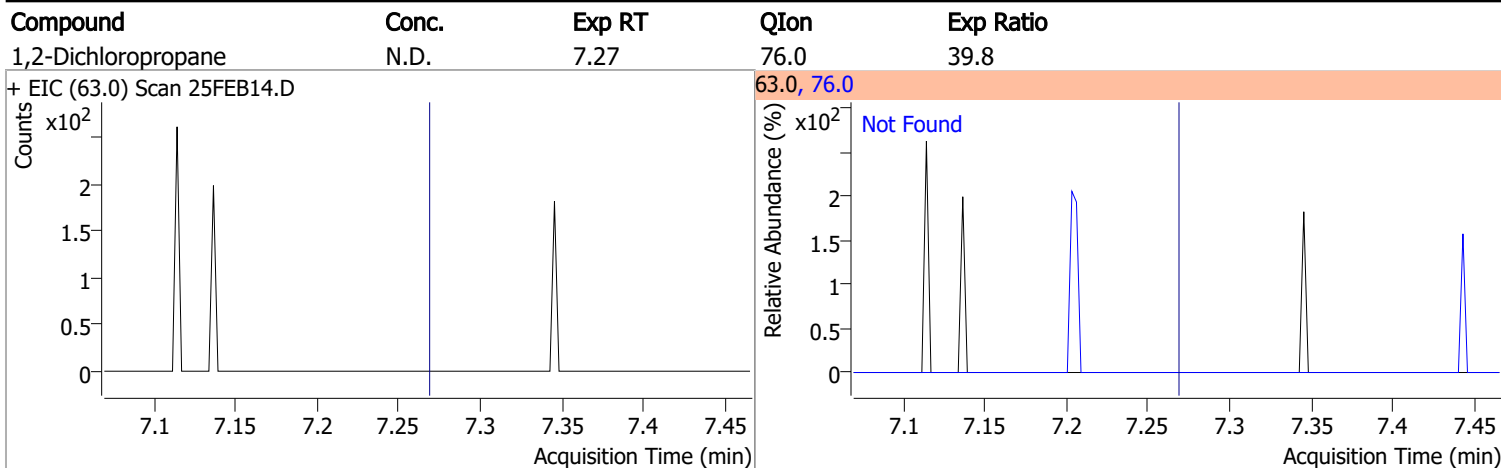 Compound Conc. Exp RT QIon Exp Ratio
1,2-Dichloropropane N.D. 7.27 76.0 39.8
+ EIC (63.0) Scan 25FEB14.D
Counts
x10²
2
1.5
1
0.5
0
7.1 7.15 7.2 7.25 7.3 7.35 7.4 7.45
Acquisition Time (min)
63.0, 76.0
Relative Abundance (%)
x10²
Not Found
2
1.5
1
0.5
0
7.1 7.15 7.2 7.25 7.3 7.35 7.4 7.45
Acquisition Time (min)